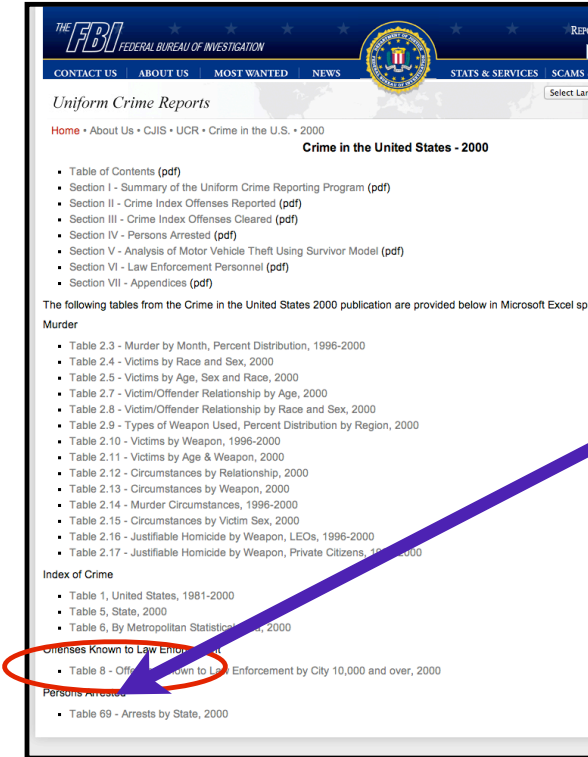 THE FBI FEDERAL BUREAU OF INVESTIGATION
CONTACT US ABOUT US MOST WANTED NEWS STATS & SERVICES SCAMS
Uniform Crime Reports
Home • About Us • CJIS • UCR • Crime in the U.S. • 2000
Crime in the United States - 2000
Table of Contents (pdf)
Section I - Summary of the Uniform Crime Reporting Program (pdf)
Section II - Crime Index Offenses Reported (pdf)
Section III - Crime Index Offenses Cleared (pdf)
Section IV - Persons Arrested (pdf)
Section V - Analysis of Motor Vehicle Theft Using Survivor Model (pdf)
Section VI - Law Enforcement Personnel (pdf)
Section VII - Appendices (pdf)
The following tables from the Crime in the United States 2000 publication are provided below in Microsoft Excel
Murder
Table 2.3 - Murder by Month, Percent Distribution, 1996-2000
Table 2.4 - Victims by Race and Sex, 2000
Table 2.5 - Victims by Age, Sex and Race, 2000
Table 2.7 - Victim/Offender Relationship by Age, 2000
Table 2.8 - Victim/Offender Relationship by Race and Sex, 2000
Table 2.9 - Types of Weapon Used, Percent Distribution by Region, 2000
Table 2.10 - Victims by Weapon, 1996-2000
Table 2.11 - Victims by Age & Weapon, 2000
Table 2.12 - Circumstances by Relationship, 2000
Table 2.13 - Circumstances by Weapon, 2000
Table 2.14 - Murder Circumstances, 1996-2000
Table 2.15 - Circumstances by Victim Sex, 2000
Table 2.16 - Justifiable Homicide by Weapon, LEOs, 1996-2000
Table 2.17 - Justifiable Homicide by Weapon, Private Citizens,
Index of Crime
Table 1, United States, 1981-2000
Table 5, State, 2000
Table 6, By Metropolitan 2000
Offenses Known to Law
Table 8 - to Law Enforcement by City 10,000 and over, 2000
Persons Arrested
Table 69 - Arrests by State, 2000